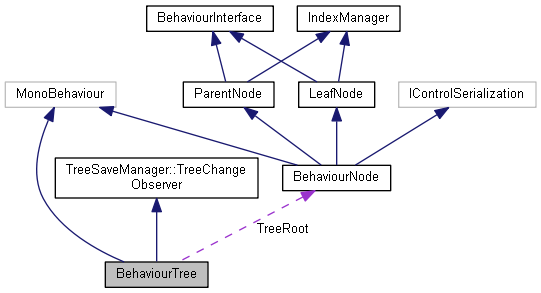 BehaviourInterface
IndexManager
MonoBehaviour
ParentNode
LeafNode
IControlSerialization
TreeSaveManager::TreeChange
Observer
BehaviourNode
TreeRoot
BehaviourTree